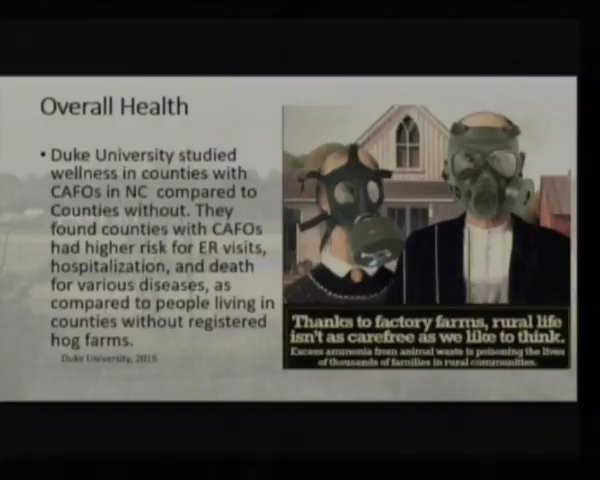 Overall Health
• Duke University studied
wellness in counties with
CAFOs in NC compared to
Counties without. They
found counties with CAFOs
had higher risk for ER visits,
hospitalization, and death
for various diseases, as
compared to people living in
counties without registered
hog farms.
Duke University, 2016
Thanks to factory farms, rural life
isn't as carefree as we like to think.
Excess ammonia from animal waste is poisoning the lives
of thousands of families in rural communities.